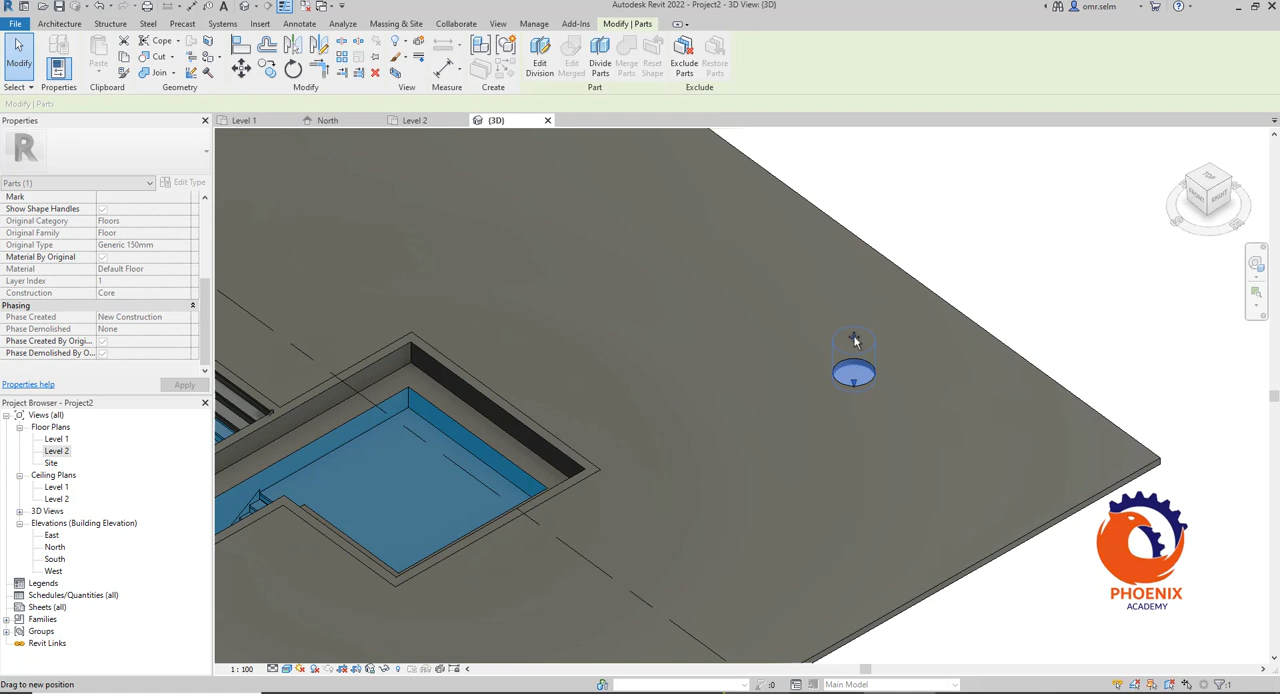 Autodesk Revit 2022 - Project2 - 3D View: {3D}
omr.selm
File Architecture Structure Steel Precast Systems Insert Annotate Analyze Massing & Site Collaborate View Manage Add-Ins Modify | Parts
Modify
Select
Properties
Paste
Clipboard
Cope
Cut
Join
Geometry
Modify
View
Measure
Create
Edit Division
Edit Merged
Divide Parts
Merge Parts
Reset Shape
Part
Exclude Parts
Restore Parts
Exclude
Modify | Parts
Properties
Level 1 North Level 2 {3D}
Parts (1) Edit Type
Mark
Show Shape Handles
Original Category Floors
Original Family Floor
Original Type Generic 150mm
Material By Original
Material Default Floor
Layer Index 1
Construction Core
Phasing
Phase Created New Construction
Phase Demolished None
Phase Created By Origi...
Phase Demolished By O...
Properties help Apply
Project Browser - Project2
Views (all)
Floor Plans
Level 1
Level 2
Site
Ceiling Plans
Level 1
Level 2
3D Views
Elevations (Building Elevation)
East
North
South
West
Legends
Schedules/Quantities (all)
Sheets (all)
Families
Groups
Revit Links
TOP
FRONT
RIGHT
PHOENIX
ACADEMY
1 : 100
Drag to new position
:0
Main Model
:1